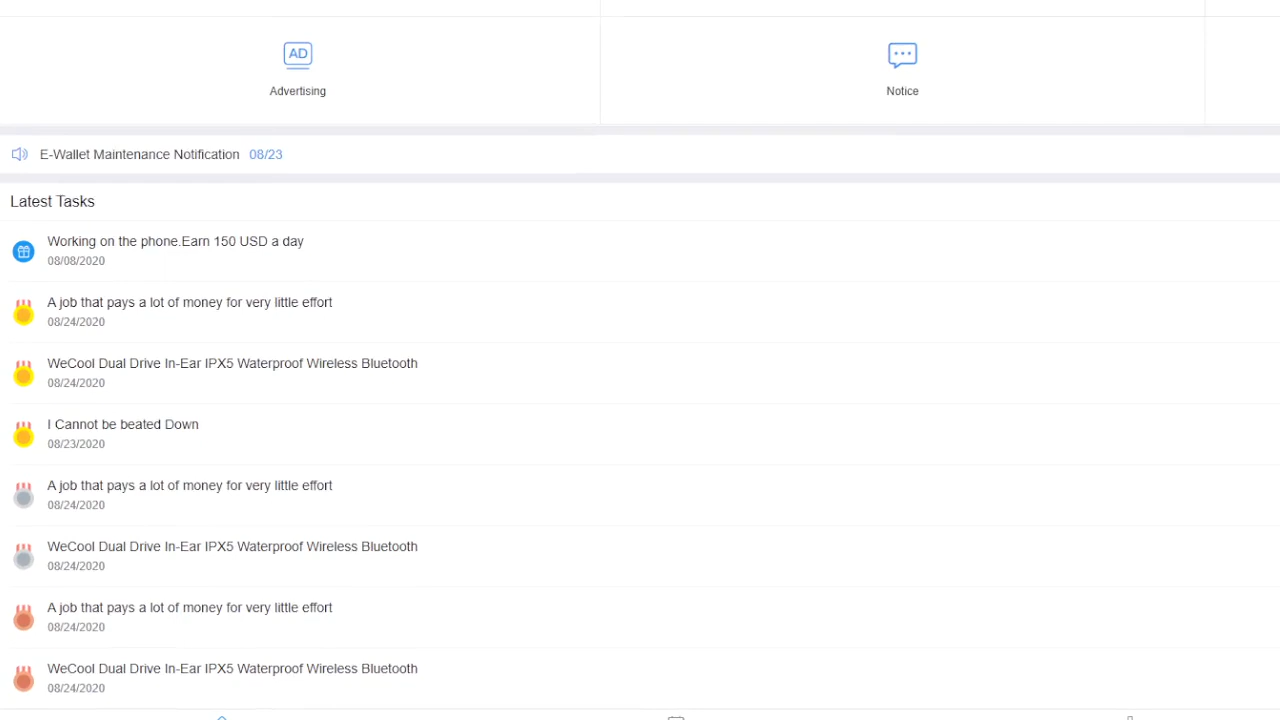 AD
Advertising
Notice
E-Wallet Maintenance Notification 08/23
Latest Tasks
Working on the phone.Earn 150 USD a day
08/08/2020
A job that pays a lot of money for very little effort
08/24/2020
WeCool Dual Drive In-Ear IPX5 Waterproof Wireless Bluetooth
08/24/2020
I Cannot be beated Down
08/23/2020
A job that pays a lot of money for very little effort
08/24/2020
WeCool Dual Drive In-Ear IPX5 Waterproof Wireless Bluetooth
08/24/2020
A job that pays a lot of money for very little effort
08/24/2020
WeCool Dual Drive In-Ear IPX5 Waterproof Wireless Bluetooth
08/24/2020